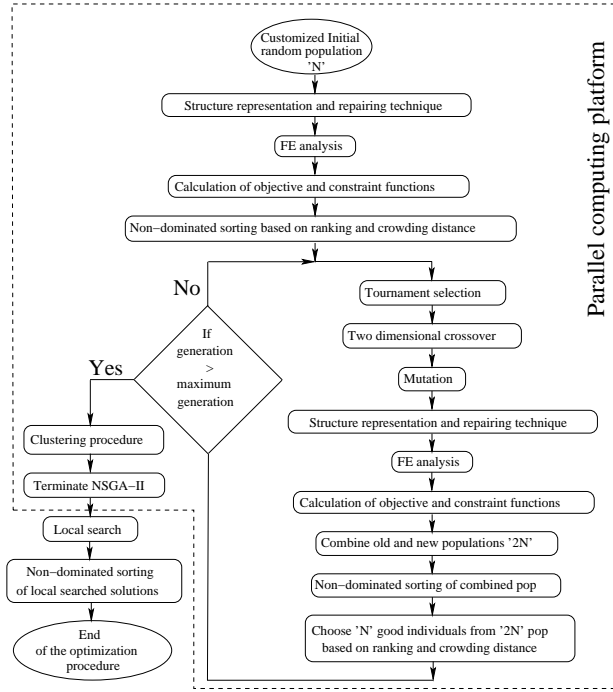 Customized Initial
random population
'N'
Structure representation and repairing technique
FE analysis
Calculation of objective and constraint functions
Non−dominated sorting based on ranking and crowding distance
Parallel computing platform
No
Yes
If
generation
>
maximum
generation
Tournament selection
Two dimensional crossover
Mutation
Structure representation and repairing technique
FE analysis
Calculation of objective and constraint functions
Combine old and new populations '2N'
Non−dominated sorting of combined pop
Choose 'N' good individuals from '2N' pop
based on ranking and crowding distance
Clustering procedure
Terminate NSGA−II
Local search
Non−dominated sorting
of local searched solutions
End
of the optimization
procedure